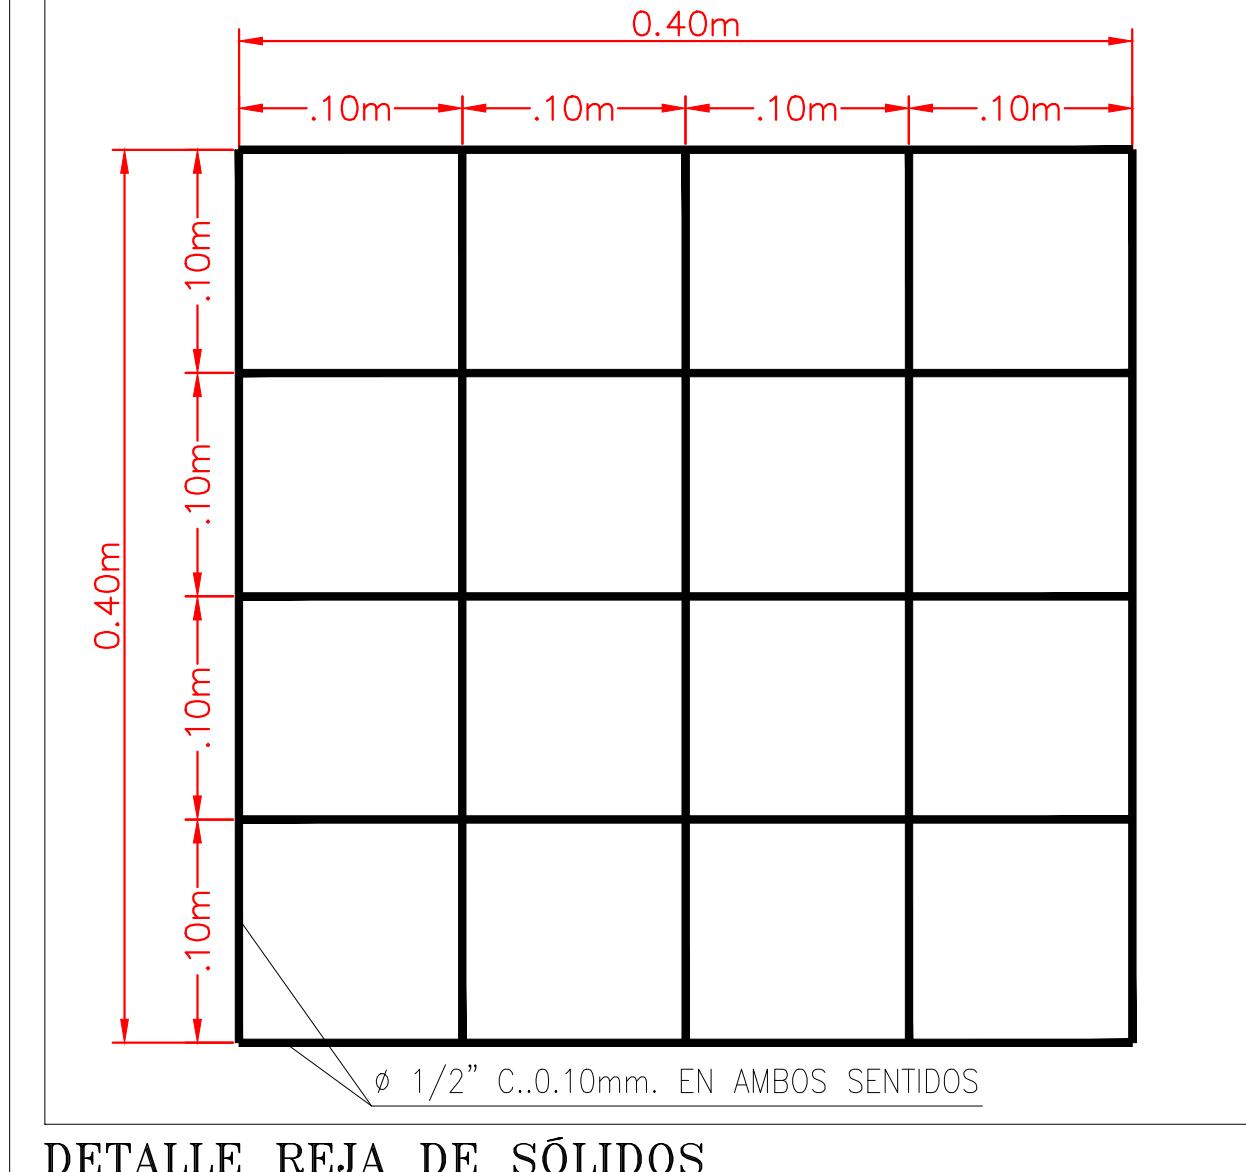 0.40m
.10m .10m .10m .10m
.10m
.10m
0.40m
.10m
.10m
ϕ 1/2” C..0.10mm. EN AMBOS SENTIDOS
DETALLE REJA DE SÓLIDOS